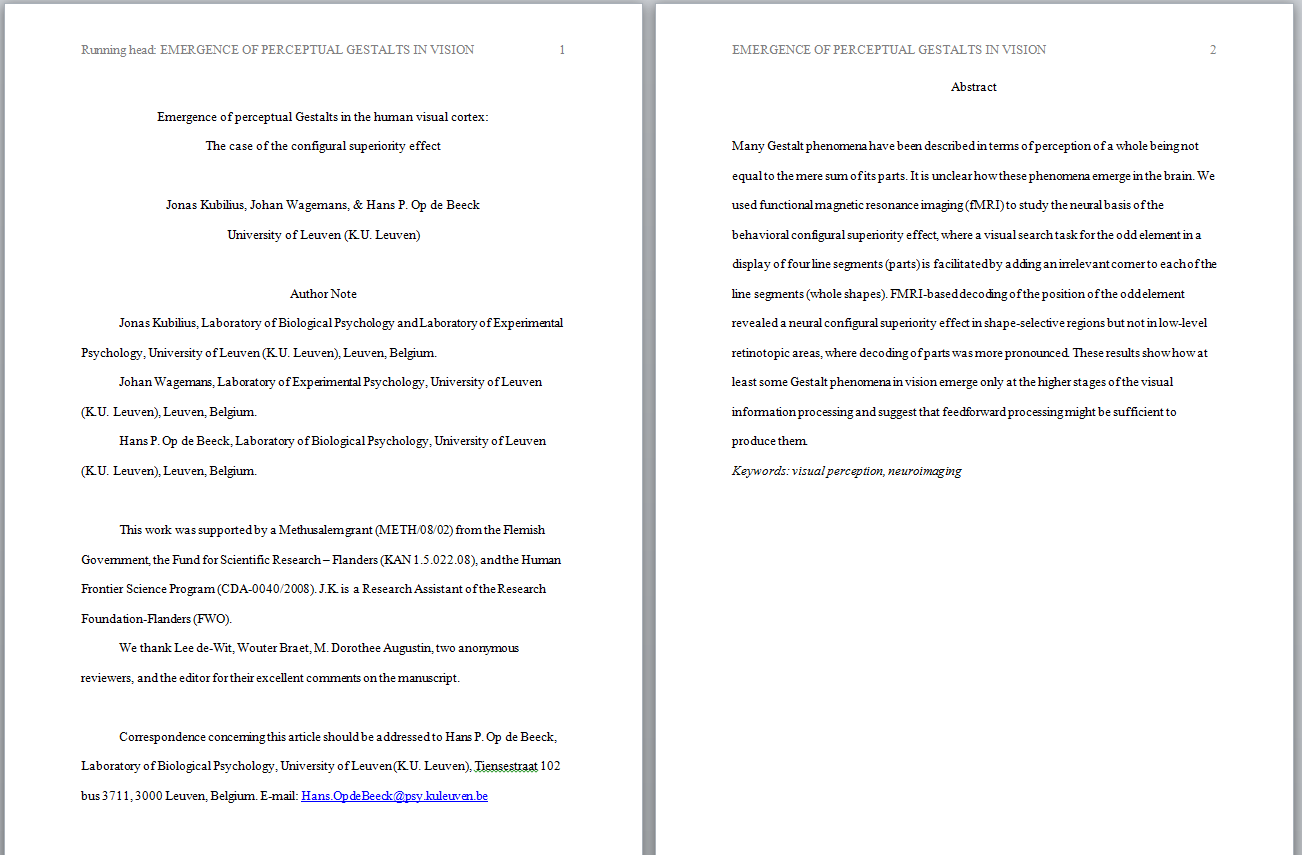 Running head: EMERGENCE OF PERCEPTUAL GESTALTS IN VISION 1
Emergence of perceptual Gestalts in the human visual cortex:
The case of the configural superiority effect
Jonas Kubilius, Johan Wagemans, & Hans P. Op de Beeck
University of Leuven (K.U. Leuven)
Author Note
Jonas Kubilius, Laboratory of Biological Psychology and Laboratory of Experimental
Psychology, University of Leuven (K.U. Leuven), Leuven, Belgium.
Johan Wagemans, Laboratory of Experimental Psychology, University of Leuven
(K.U. Leuven), Leuven, Belgium.
Hans P. Op de Beeck, Laboratory of Biological Psychology, University of Leuven
(K.U. Leuven), Leuven, Belgium.
This work was supported by a Methusalem grant (METH/08/02) from the Flemish
Government, the Fund for Scientific Research – Flanders (KAN 1.5.022.08), and the Human
Frontier Science Program (CDA-0040/2008). J.K. is a Research Assistant of the Research
Foundation-Flanders (FWO).
We thank Lee de-Wit, Wouter Braet, M. Dorothee Augustin, two anonymous
reviewers, and the editor for their excellent comments on the manuscript.
Correspondence concerning this article should be addressed to Hans P. Op de Beeck,
Laboratory of Biological Psychology, University of Leuven (K.U. Leuven), Tiensestraat 102
bus 3711, 3000 Leuven, Belgium. E-mail: Hans.OpdeBeeck@psy.kuleuven.be
EMERGENCE OF PERCEPTUAL GESTALTS IN VISION 2
Abstract
Many Gestalt phenomena have been described in terms of perception of a whole being not
equal to the mere sum of its parts. It is unclear how these phenomena emerge in the brain. We
used functional magnetic resonance imaging (fMRI) to study the neural basis of the
behavioral configural superiority effect, where a visual search task for the odd element in a
display of four line segments (parts) is facilitated by adding an irrelevant corner to each of the
line segments (whole shapes). FMRI-based decoding of the position of the odd element
revealed a neural configural superiority effect in shape-selective regions but not in low-level
retinotopic areas, where decoding of parts was more pronounced. These results show how at
least some Gestalt phenomena in vision emerge only at the higher stages of the visual
information processing and suggest that feedforward processing might be sufficient to
produce them.
Keywords: visual perception, neuroimaging